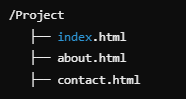 /Project
├── index.html
├── about.html
├── contact.html